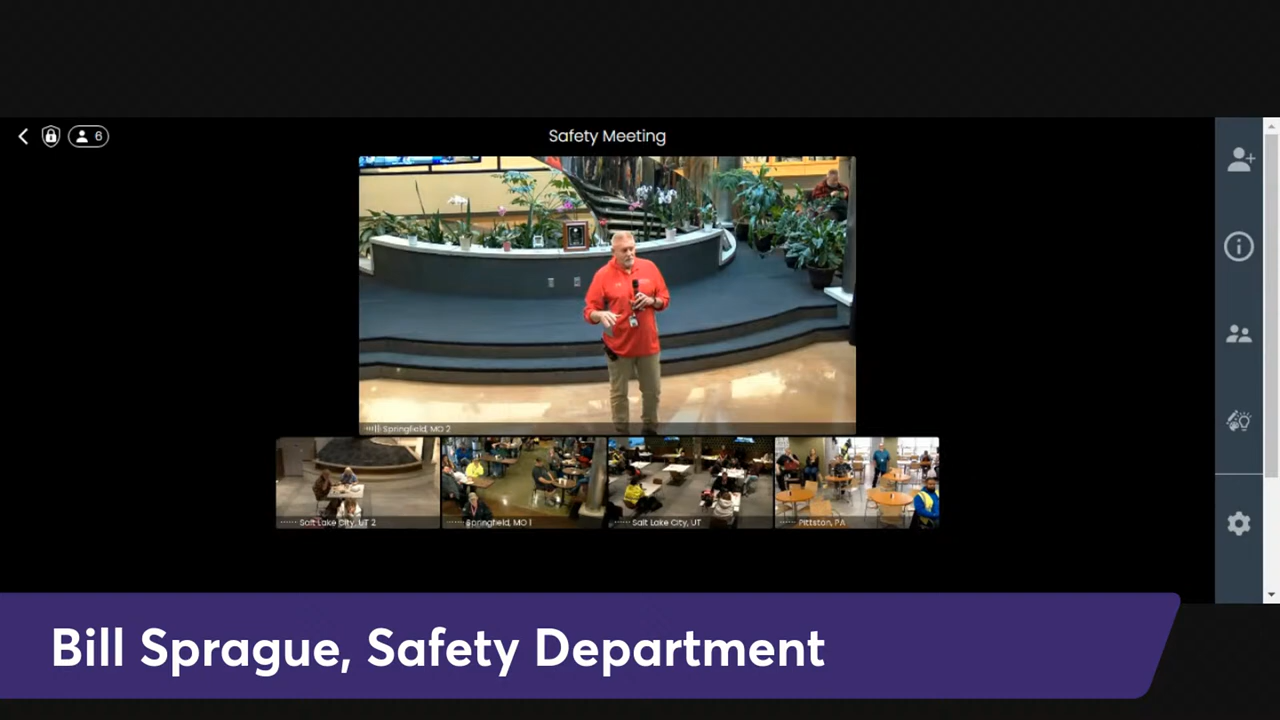 6
Safety Meeting
Springfield, MO 2
Salt Lake City, UT 2
Springfield, MO 1
Salt Lake City, UT
Pittston, PA
Bill Sprague, Safety Department